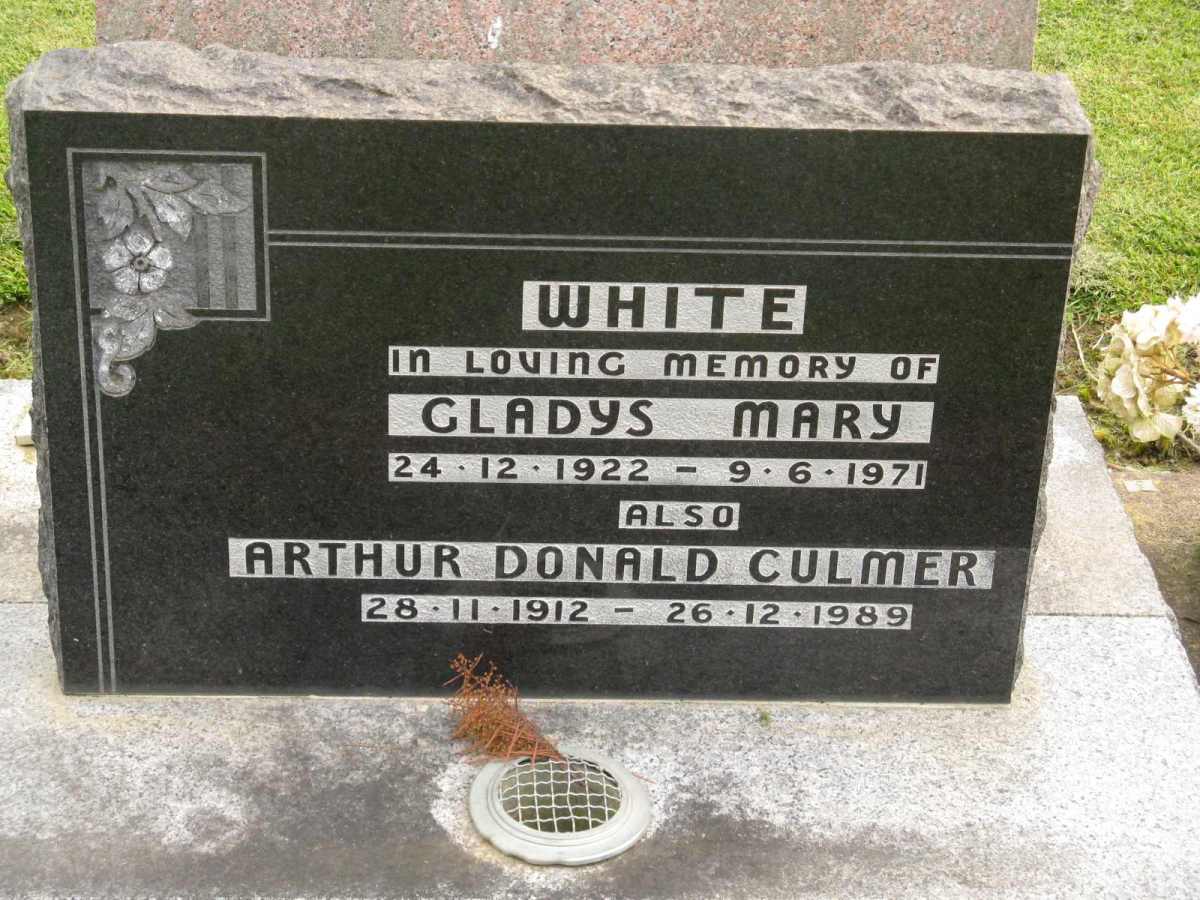 WHITE
IN LOVING MEMORY OF
GLADYS MARY
24·12·1922 – 9·6·1971
ALSO
ARTHUR DONALD CULMER
28·11·1912 – 26·12·1989